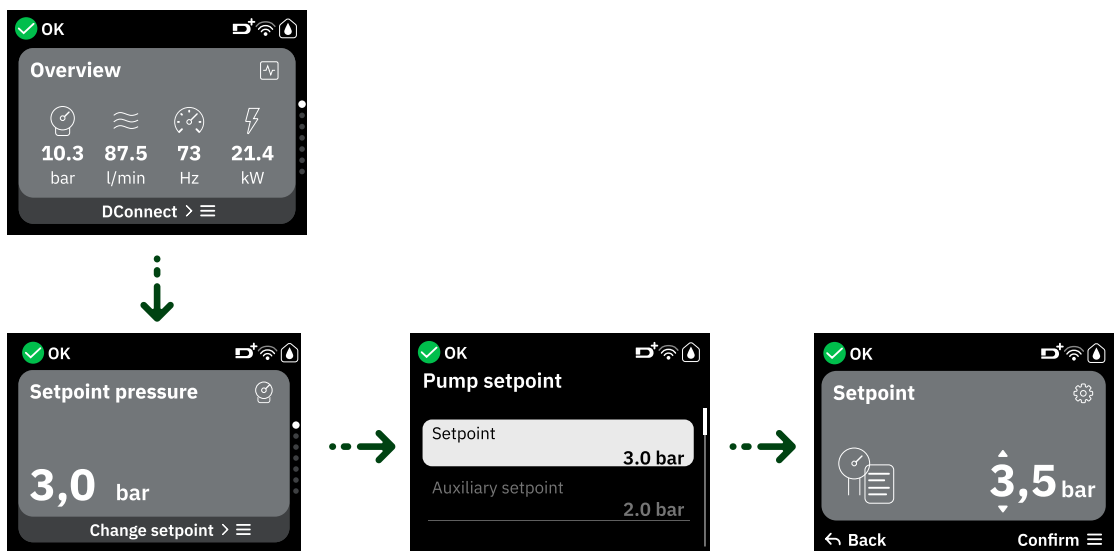 OK
Overview
10.3 87.5 73 21.4
bar l/min Hz kW
DConnect >
OK
Setpoint pressure
3,0 bar
Change setpoint >
OK
Pump setpoint
Setpoint
3.0 bar
Auxiliary setpoint
2.0 bar
OK
Setpoint
3,5 bar
Back Confirm